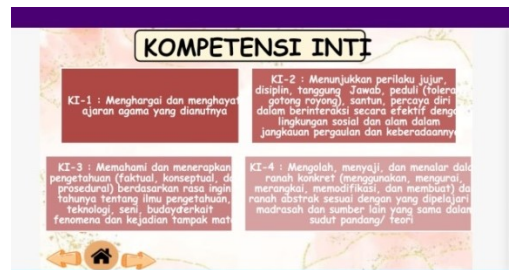 KOMPETENSI INTI
KI-1 : Menghargai dan menghayat
ajaran agama yang dianutnya
KI-2 : Menunjukkan perilaku jujur,
disiplin, tanggung Jawab, peduli (tolera
gotong royong), santun, percaya diri
dalam berinteraksi secara efektif denga
lingkungan sosial dan alam dalam
jangkauan pergaulan dan keberadaanny
KI-3 : Memahami dan menerapkan
pengetahuan (faktual, konseptual, da
prosedural) berdasarkan rasa ingin
tahunya tentang ilmu pengetahuan,
teknologi, seni, budayaterkait
fenomena dan kejadian tampak mat
KI-4 : Mengolah, menyaji, dan menalar dala
ranah konkret (menggunakan, mengurai,
merangkai, memodifikasi, dan membuat) da
ranah abstrak sesuai dengan yang dipelajari
madrasah dan sumber lain yang sama dalam
sudut pandang/ teori